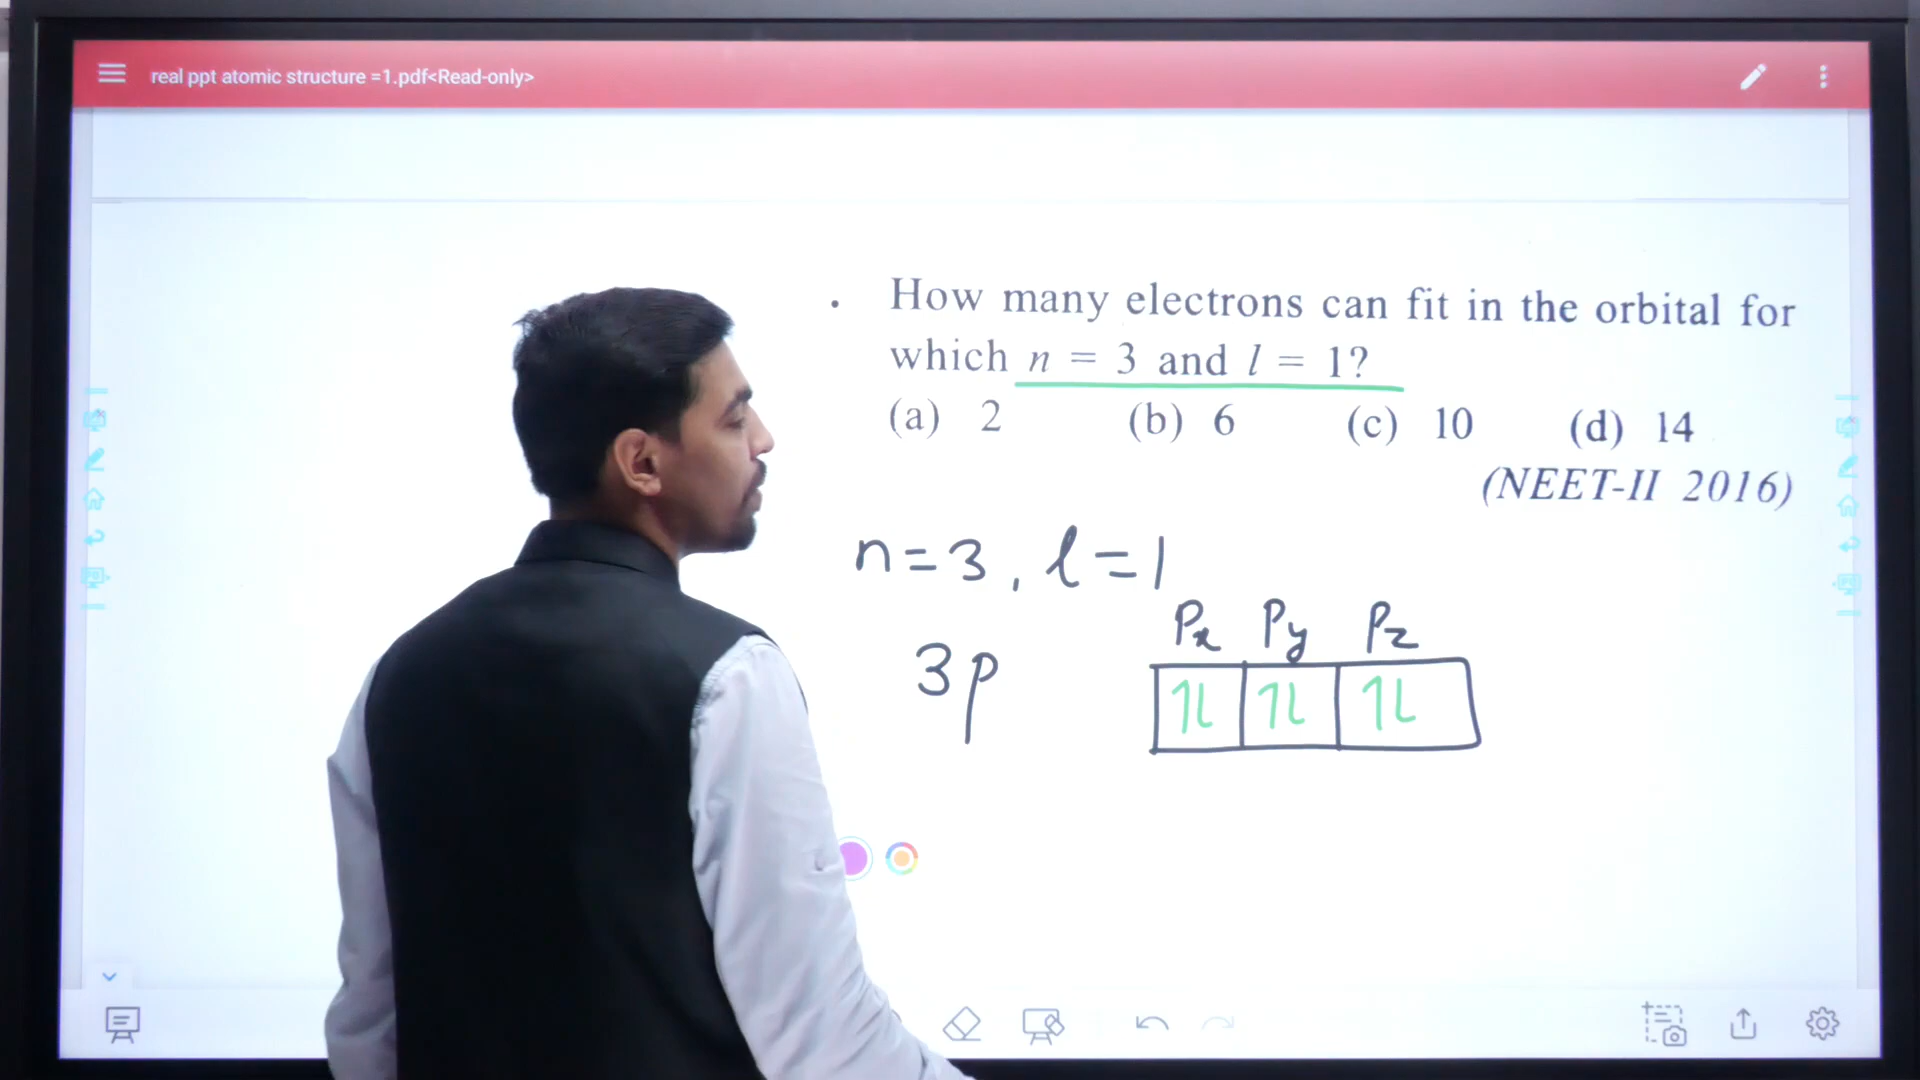 real ppt atomic structure =1.pdf<Read-only>
. How many electrons can fit in the orbital for
which n = 3 and l = 1?
(a) 2 (b) 6 (c) 10 (d) 14
(NEET-II 2016)
n=3, l=1
Px Py Pz
3p